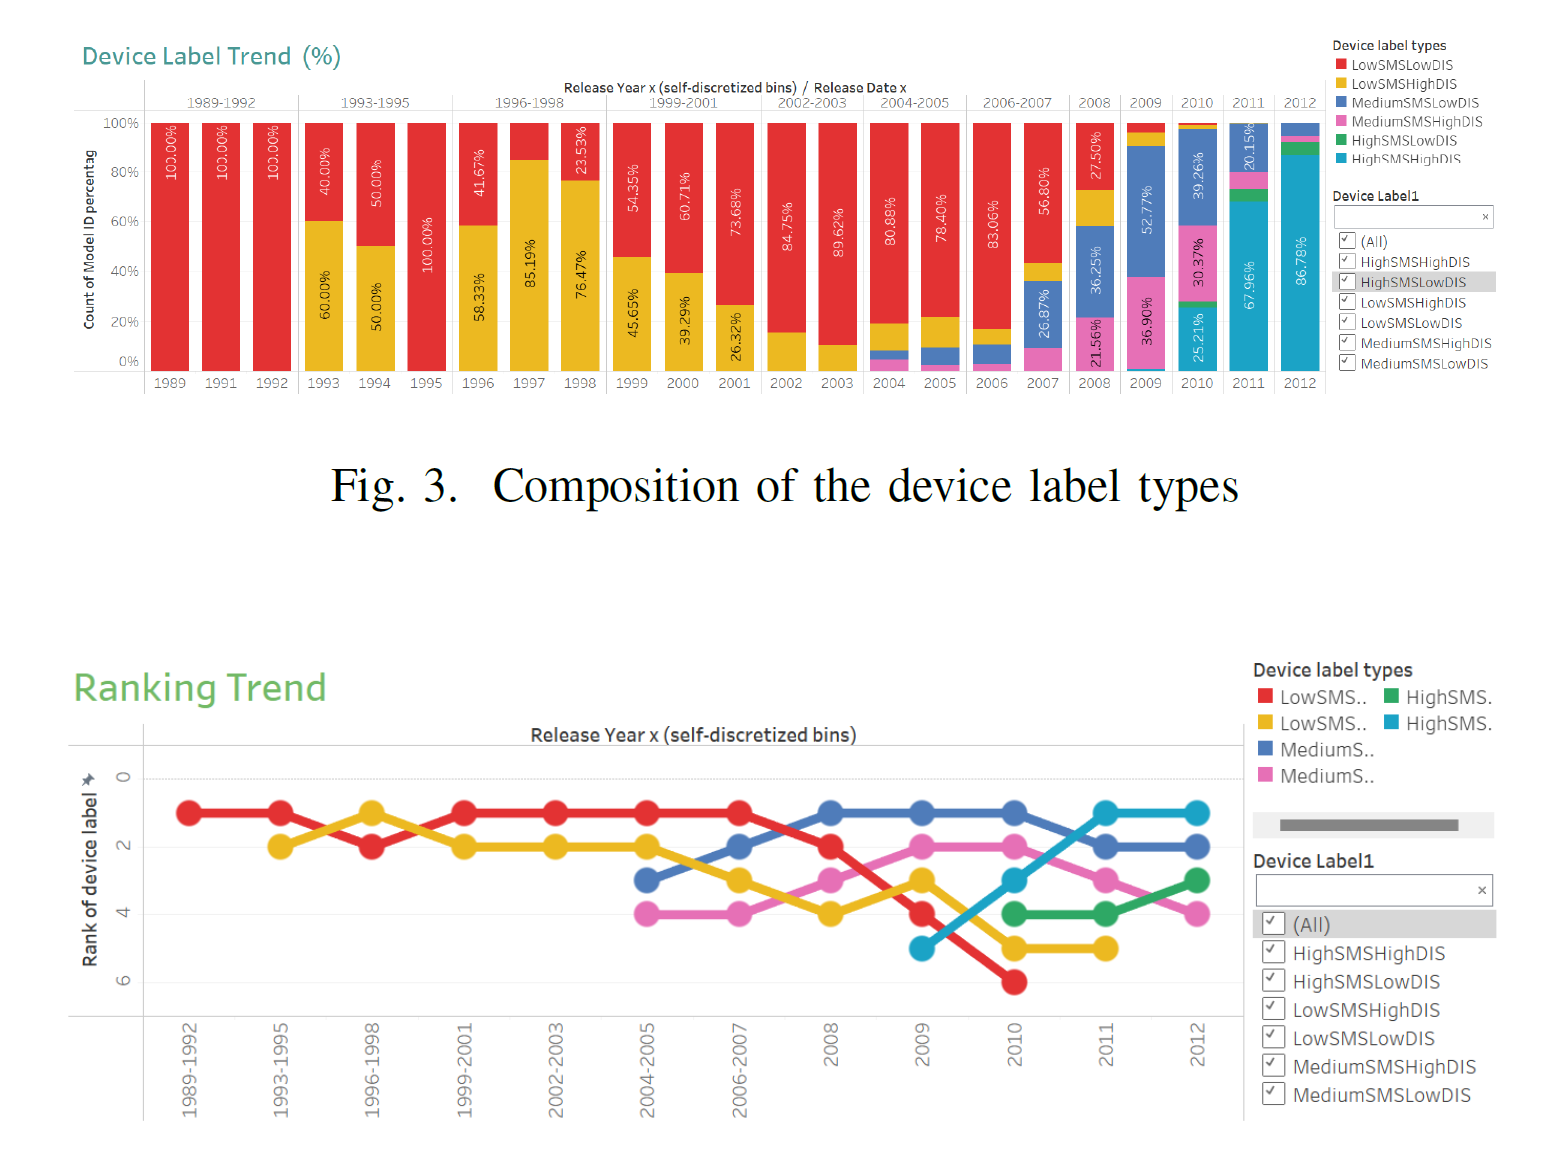 Device Label Trend (%)
Release Year x (self-discretized bins) / Release Date x
1989-1992 1993-1995 1996-1998 1999-2001 2002-2003 2004-2005 2006-2007 2008 2009 2010 2011 2012
Count of Model ID percentag
100%
80%
60%
40%
20%
0%
100.00% 100.00% 100.00% 40.00% 50.00% 100.00% 41.67% 23.53% 54.35% 60.71% 73.68% 84.75% 89.62% 80.88% 78.40% 83.06% 56.80% 27.50% 52.77% 39.26% 20.15%
60.00% 50.00% 58.33% 85.19% 76.47% 45.65% 39.29% 26.32% 26.87% 36.25% 36.90% 30.37% 67.96% 86.78%
21.56% 25.21%
1989 1991 1992 1993 1994 1995 1996 1997 1998 1999 2000 2001 2002 2003 2004 2005 2006 2007 2008 2009 2010 2011 2012
Device label types
LowSMSLowDIS
LowSMSHighDIS
MediumSMSLowDIS
MediumSMSHighDIS
HighSMSLowDIS
HighSMSHighDIS
Device Label1
×
(All)
HighSMSHighDIS
HighSMSLowDIS
LowSMSHighDIS
LowSMSLowDIS
MediumSMSHighDIS
MediumSMSLowDIS
Fig. 3. Composition of the device label types
Ranking Trend
Release Year x (self-discretized bins)
Rank of device label
0
2
4
6
1989-1992 1993-1995 1996-1998 1999-2001 2002-2003 2004-2005 2006-2007 2008 2009 2010 2011 2012
Device label types
LowSMS.. HighSMS.
LowSMS.. HighSMS.
MediumS..
MediumS..
Device Label1
×
(All)
HighSMSHighDIS
HighSMSLowDIS
LowSMSHighDIS
LowSMSLowDIS
MediumSMSHighDIS
MediumSMSLowDIS